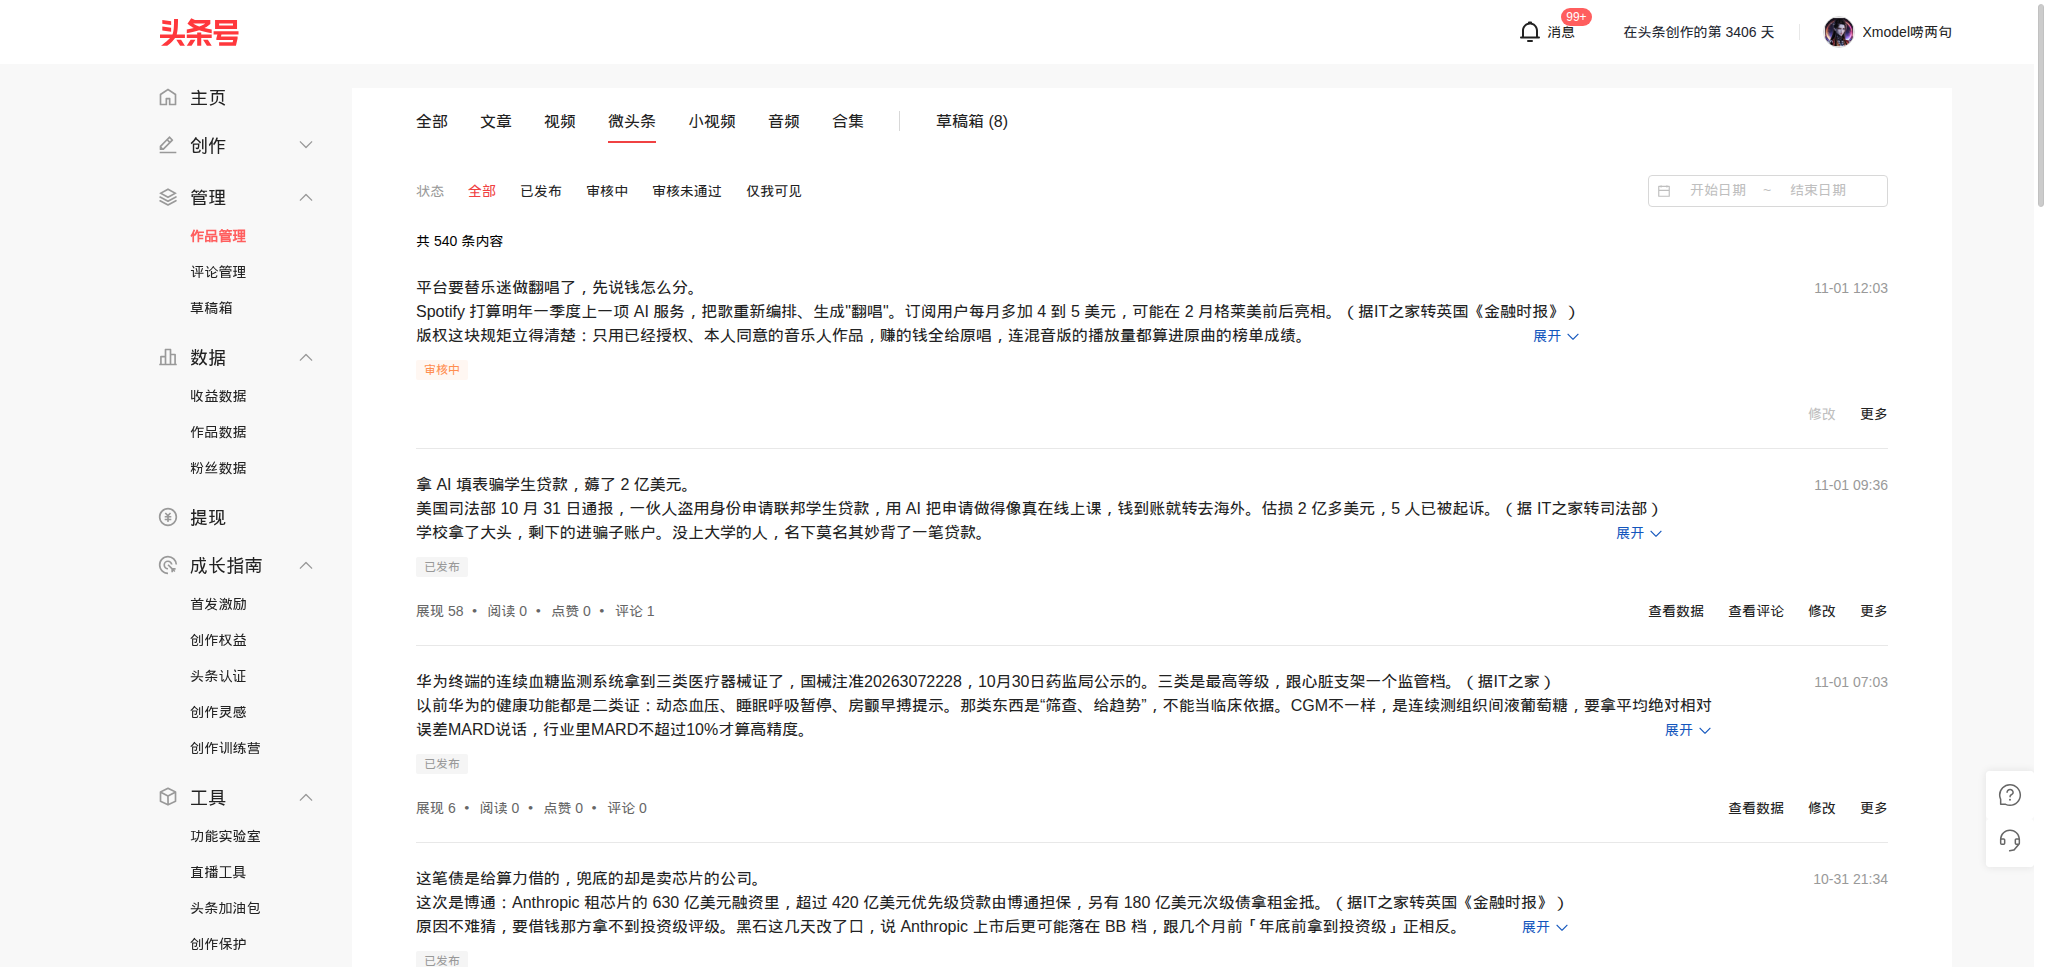 头条号
消息
99+
在头条创作的第 3406 天
Xmodel唠两句
主页
创作
管理
作品管理
评论管理
草稿箱
数据
收益数据
作品数据
粉丝数据
提现
成长指南
首发激励
创作权益
头条认证
创作灵感
创作训练营
工具
功能实验室
直播工具
头条加油包
创作保护
全部 文章 视频 微头条 小视频 音频 合集 草稿箱 (8)
状态 全部 已发布 审核中 审核未通过 仅我可见
开始日期 ~ 结束日期
共 540 条内容
平台要替乐迷做翻唱了，先说钱怎么分。
11-01 12:03
Spotify 打算明年一季度上一项 AI 服务，把歌重新编排、生成"翻唱"。订阅用户每月多加 4 到 5 美元，可能在 2 月格莱美前后亮相。（据IT之家转英国《金融时报》）
版权这块规矩立得清楚：只用已经授权、本人同意的音乐人作品，赚的钱全给原唱，连混音版的播放量都算进原曲的榜单成绩。
展开
审核中
修改 更多
拿 AI 填表骗学生贷款，薅了 2 亿美元。
11-01 09:36
美国司法部 10 月 31 日通报，一伙人盗用身份申请联邦学生贷款，用 AI 把申请做得像真在线上课，钱到账就转去海外。估损 2 亿多美元，5 人已被起诉。（据 IT之家转司法部）
学校拿了大头，剩下的进骗子账户。没上大学的人，名下莫名其妙背了一笔贷款。
展开
已发布
展现 58 • 阅读 0 • 点赞 0 • 评论 1
查看数据 查看评论 修改 更多
华为终端的连续血糖监测系统拿到三类医疗器械证了，国械注准20263072228，10月30日药监局公示的。三类是最高等级，跟心脏支架一个监管档。（据IT之家）
11-01 07:03
以前华为的健康功能都是二类证：动态血压、睡眠呼吸暂停、房颤早搏提示。那类东西是“筛查、给趋势”，不能当临床依据。CGM不一样，是连续测组织间液葡萄糖，要拿平均绝对相对
误差MARD说话，行业里MARD不超过10%才算高精度。
展开
已发布
展现 6 • 阅读 0 • 点赞 0 • 评论 0
查看数据 修改 更多
这笔债是给算力借的，兜底的却是卖芯片的公司。
10-31 21:34
这次是博通：Anthropic 租芯片的 630 亿美元融资里，超过 420 亿美元优先级贷款由博通担保，另有 180 亿美元次级债拿租金抵。（据IT之家转英国《金融时报》）
原因不难猜，要借钱那方拿不到投资级评级。黑石这几天改了口，说 Anthropic 上市后更可能落在 BB 档，跟几个月前「年底前拿到投资级」正相反。
展开
已发布